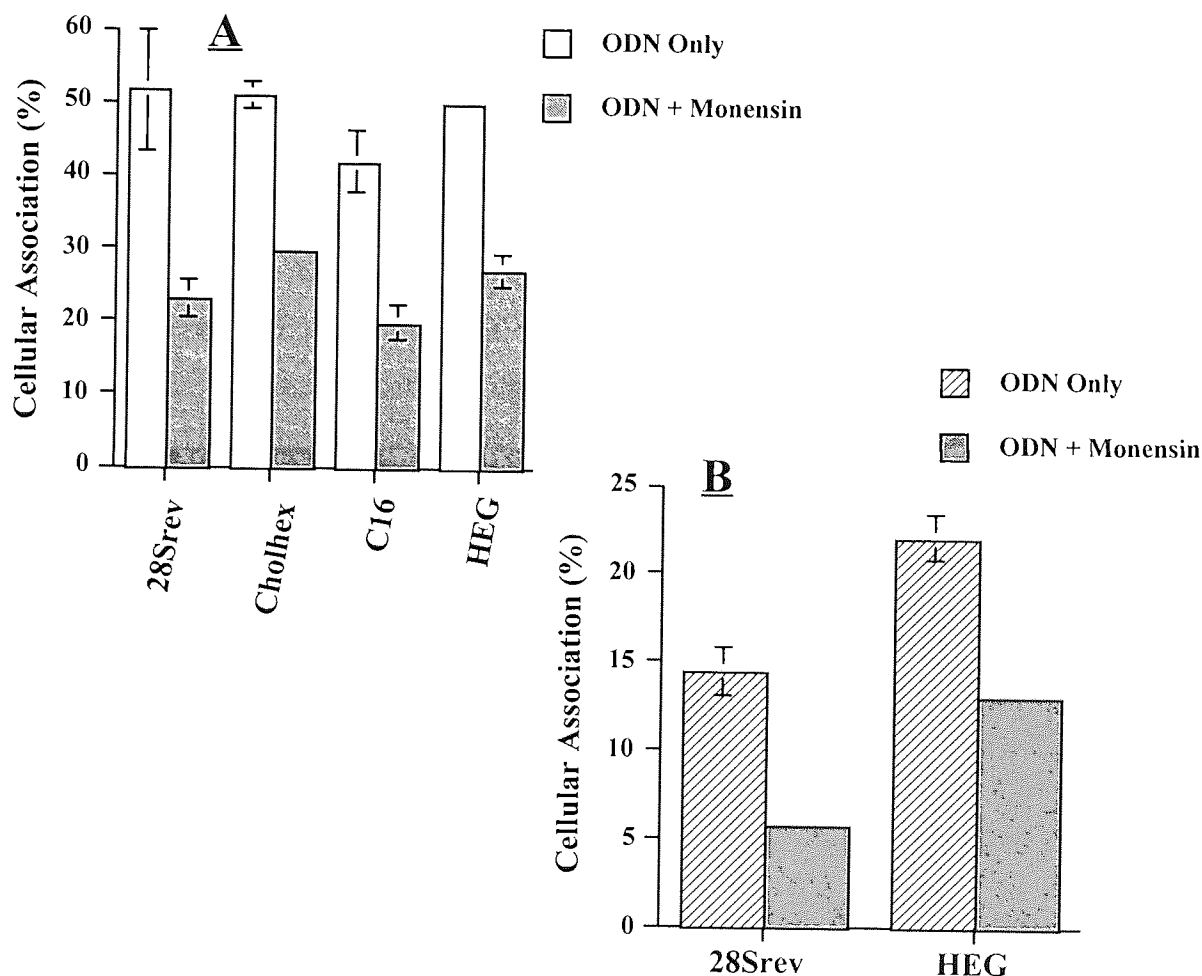 A
60
50
40
30
20
10
0
Cellular Association (%)
ODN Only
ODN + Monensin
28Srev
Cholhex
C16
HEG
B
ODN Only
ODN + Monensin
25
20
15
10
5
0
Cellular Association (%)
28Srev
HEG